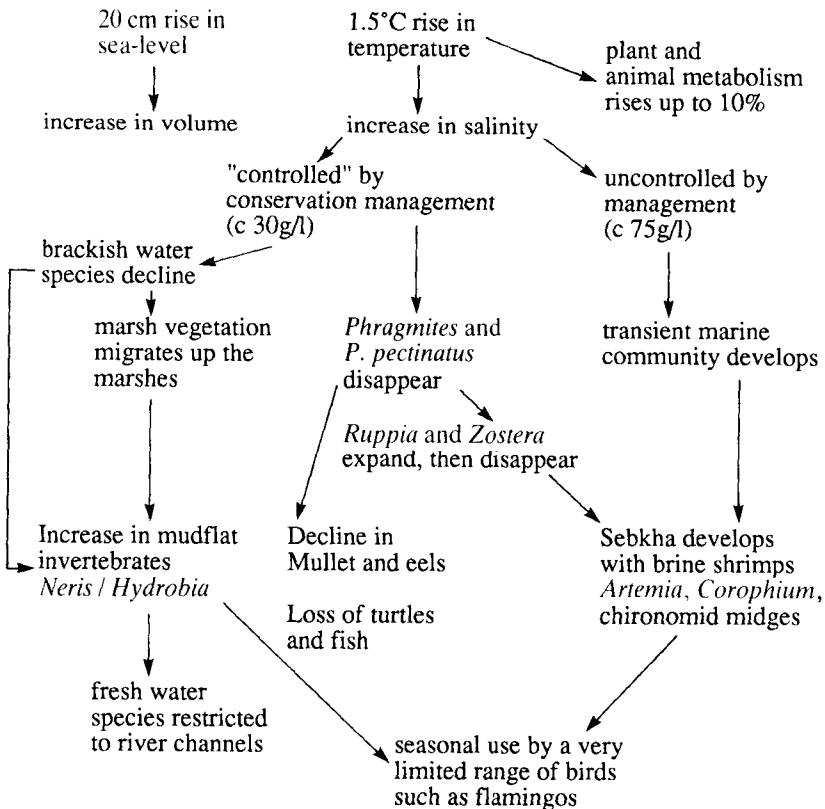 20 cm rise in
sea-level
1.5°C rise in
temperature
plant and
animal metabolism
rises up to 10%
increase in volume
increase in salinity
"controlled" by
conservation management
(c 30g/l)
uncontrolled by
management
(c 75g/l)
brackish water
species decline
marsh vegetation
migrates up the
marshes
Phragmites and
P. pectinatus
disappear
transient marine
community develops
Ruppia and Zostera
expand, then disappear
Increase in mudflat
invertebrates
Neris / Hydrobia
Decline in
Mullet and eels
Loss of turtles
and fish
Sebkha develops
with brine shrimps
Artemia, Corophium,
chironomid midges
fresh water
species restricted
to river channels
seasonal use by a very
limited range of birds
such as flamingos